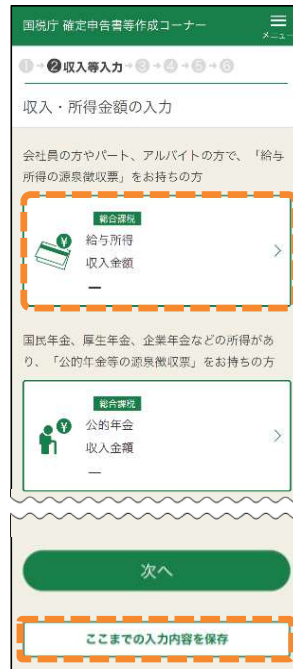 国税庁 確定申告書等作成コーナー
メニュー
1 2 収入等入力 3 4 5 6
収入・所得金額の入力
会社員の方やパート、アルバイトの方で、「給与
所得の源泉徴収票」をお持ちの方
総合課税
¥
給与所得
収入金額
ー
国民年金、厚生年金、企業年金などの所得があ
り、「公的年金等の源泉徴収票」をお持ちの方
総合課税
¥
公的年金
収入金額
ー
次へ
ここまでの入力内容を保存